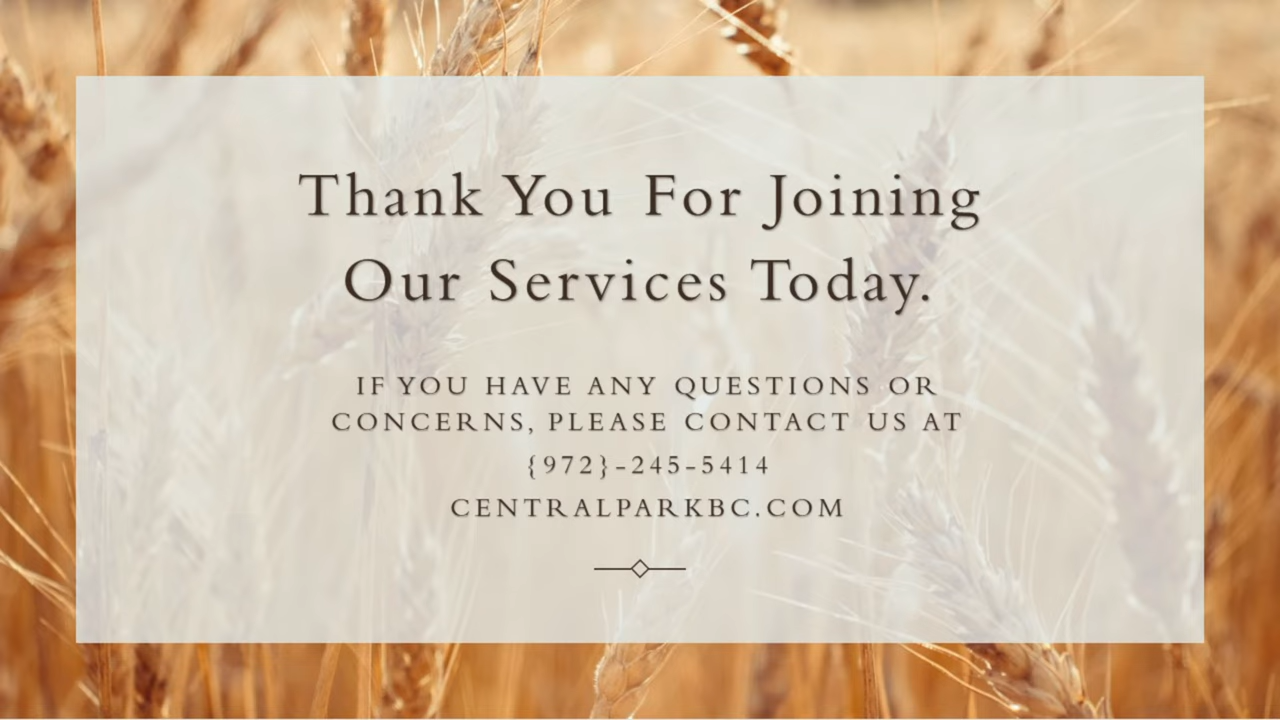 Thank You For Joining
Our Services Today.
IF YOU HAVE ANY QUESTIONS OR
CONCERNS, PLEASE CONTACT US AT
{972}-245-5414
CENTRALPARKBC.COM